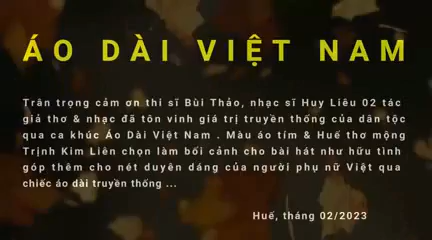 ÁO DÀI VIỆT NAM
Trân trọng cảm ơn thi sĩ Bùi Thảo, nhạc sĩ Huy Liêu 02 tác
giả thơ & nhạc đã tôn vinh giá trị truyền thống của dân tộc
qua ca khúc Áo Dài Việt Nam . Màu áo tím & Huế thơ mộng
Trịnh Kim Liên chọn làm bối cảnh cho bài hát như hữu tình
góp thêm cho nét duyên dáng của người phụ nữ Việt qua
chiếc áo dài truyền thống ...
Huế, tháng 02/2023